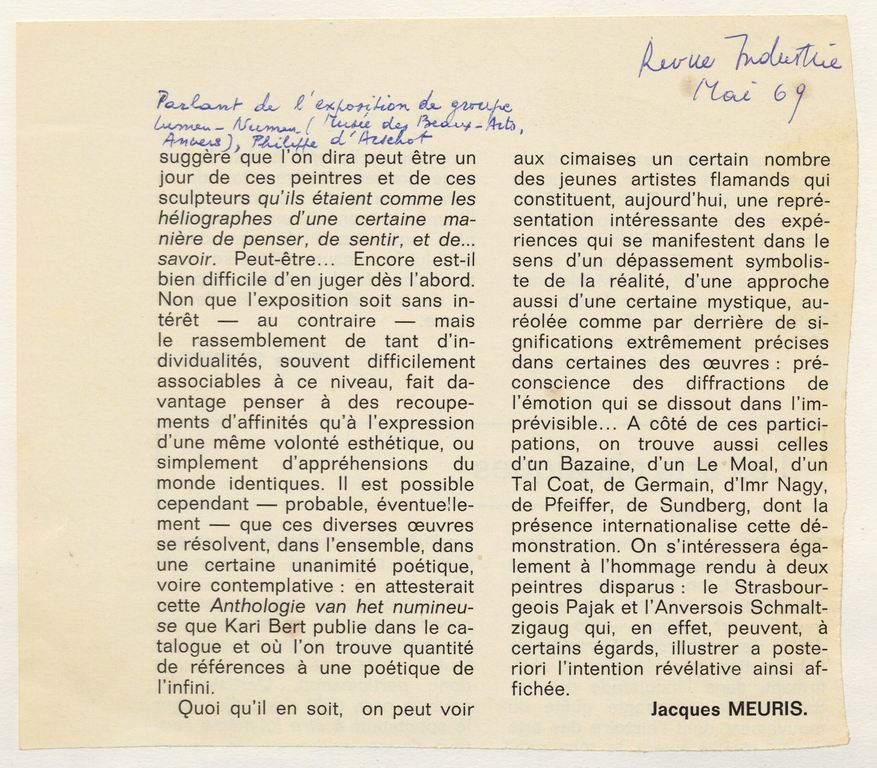 Revue Industrie
Mai 69
Parlant de l'exposition de groupe
Lumen-Numen (Musée des Beaux-Arts,
Anvers), Philippe d'Arschot
suggère que l'on dira peut être un
jour de ces peintres et de ces
sculpteurs qu'ils étaient comme les
héliographes d'une certaine ma-
nière de penser, de sentir, et de...
savoir. Peut-être... Encore est-il
bien difficile d'en juger dès l'abord.
Non que l'exposition soit sans in-
térêt — au contraire — mais
le rassemblement de tant d'in-
dividualités, souvent difficilement
associables à ce niveau, fait da-
vantage penser à des recoupe-
ments d'affinités qu'à l'expression
d'une même volonté esthétique, ou
simplement d'appréhensions du
monde identiques. Il est possible
cependant — probable, éventuelle-
ment — que ces diverses œuvres
se résolvent, dans l'ensemble, dans
une certaine unanimité poétique,
voire contemplative : en attesterait
cette Anthologie van het numineu-
se que Kari Bert publie dans le ca-
talogue et où l'on trouve quantité
de références à une poétique de
l'infini.
Quoi qu'il en soit, on peut voir
aux cimaises un certain nombre
des jeunes artistes flamands qui
constituent, aujourd'hui, une repré-
sentation intéressante des expé-
riences qui se manifestent dans le
sens d'un dépassement symbolis-
te de la réalité, d'une approche
aussi d'une certaine mystique, au-
réolée comme par derrière de si-
gnifications extrêmement précises
dans certaines des œuvres : pré-
conscience des diffractions de
l'émotion qui se dissout dans l'im-
prévisible... A côté de ces partici-
pations, on trouve aussi celles
d'un Bazaine, d'un Le Moal, d'un
Tal Coat, de Germain, d'Imr Nagy,
de Pfeiffer, de Sundberg, dont la
présence internationalise cette dé-
monstration. On s'intéressera éga-
lement à l'hommage rendu à deux
peintres disparus : le Strasbour-
geois Pajak et l'Anversois Schmalt-
zigaug qui, en effet, peuvent, à
certains égards, illustrer a poste-
riori l'intention révélative ainsi af-
fichée.
Jacques MEURIS.